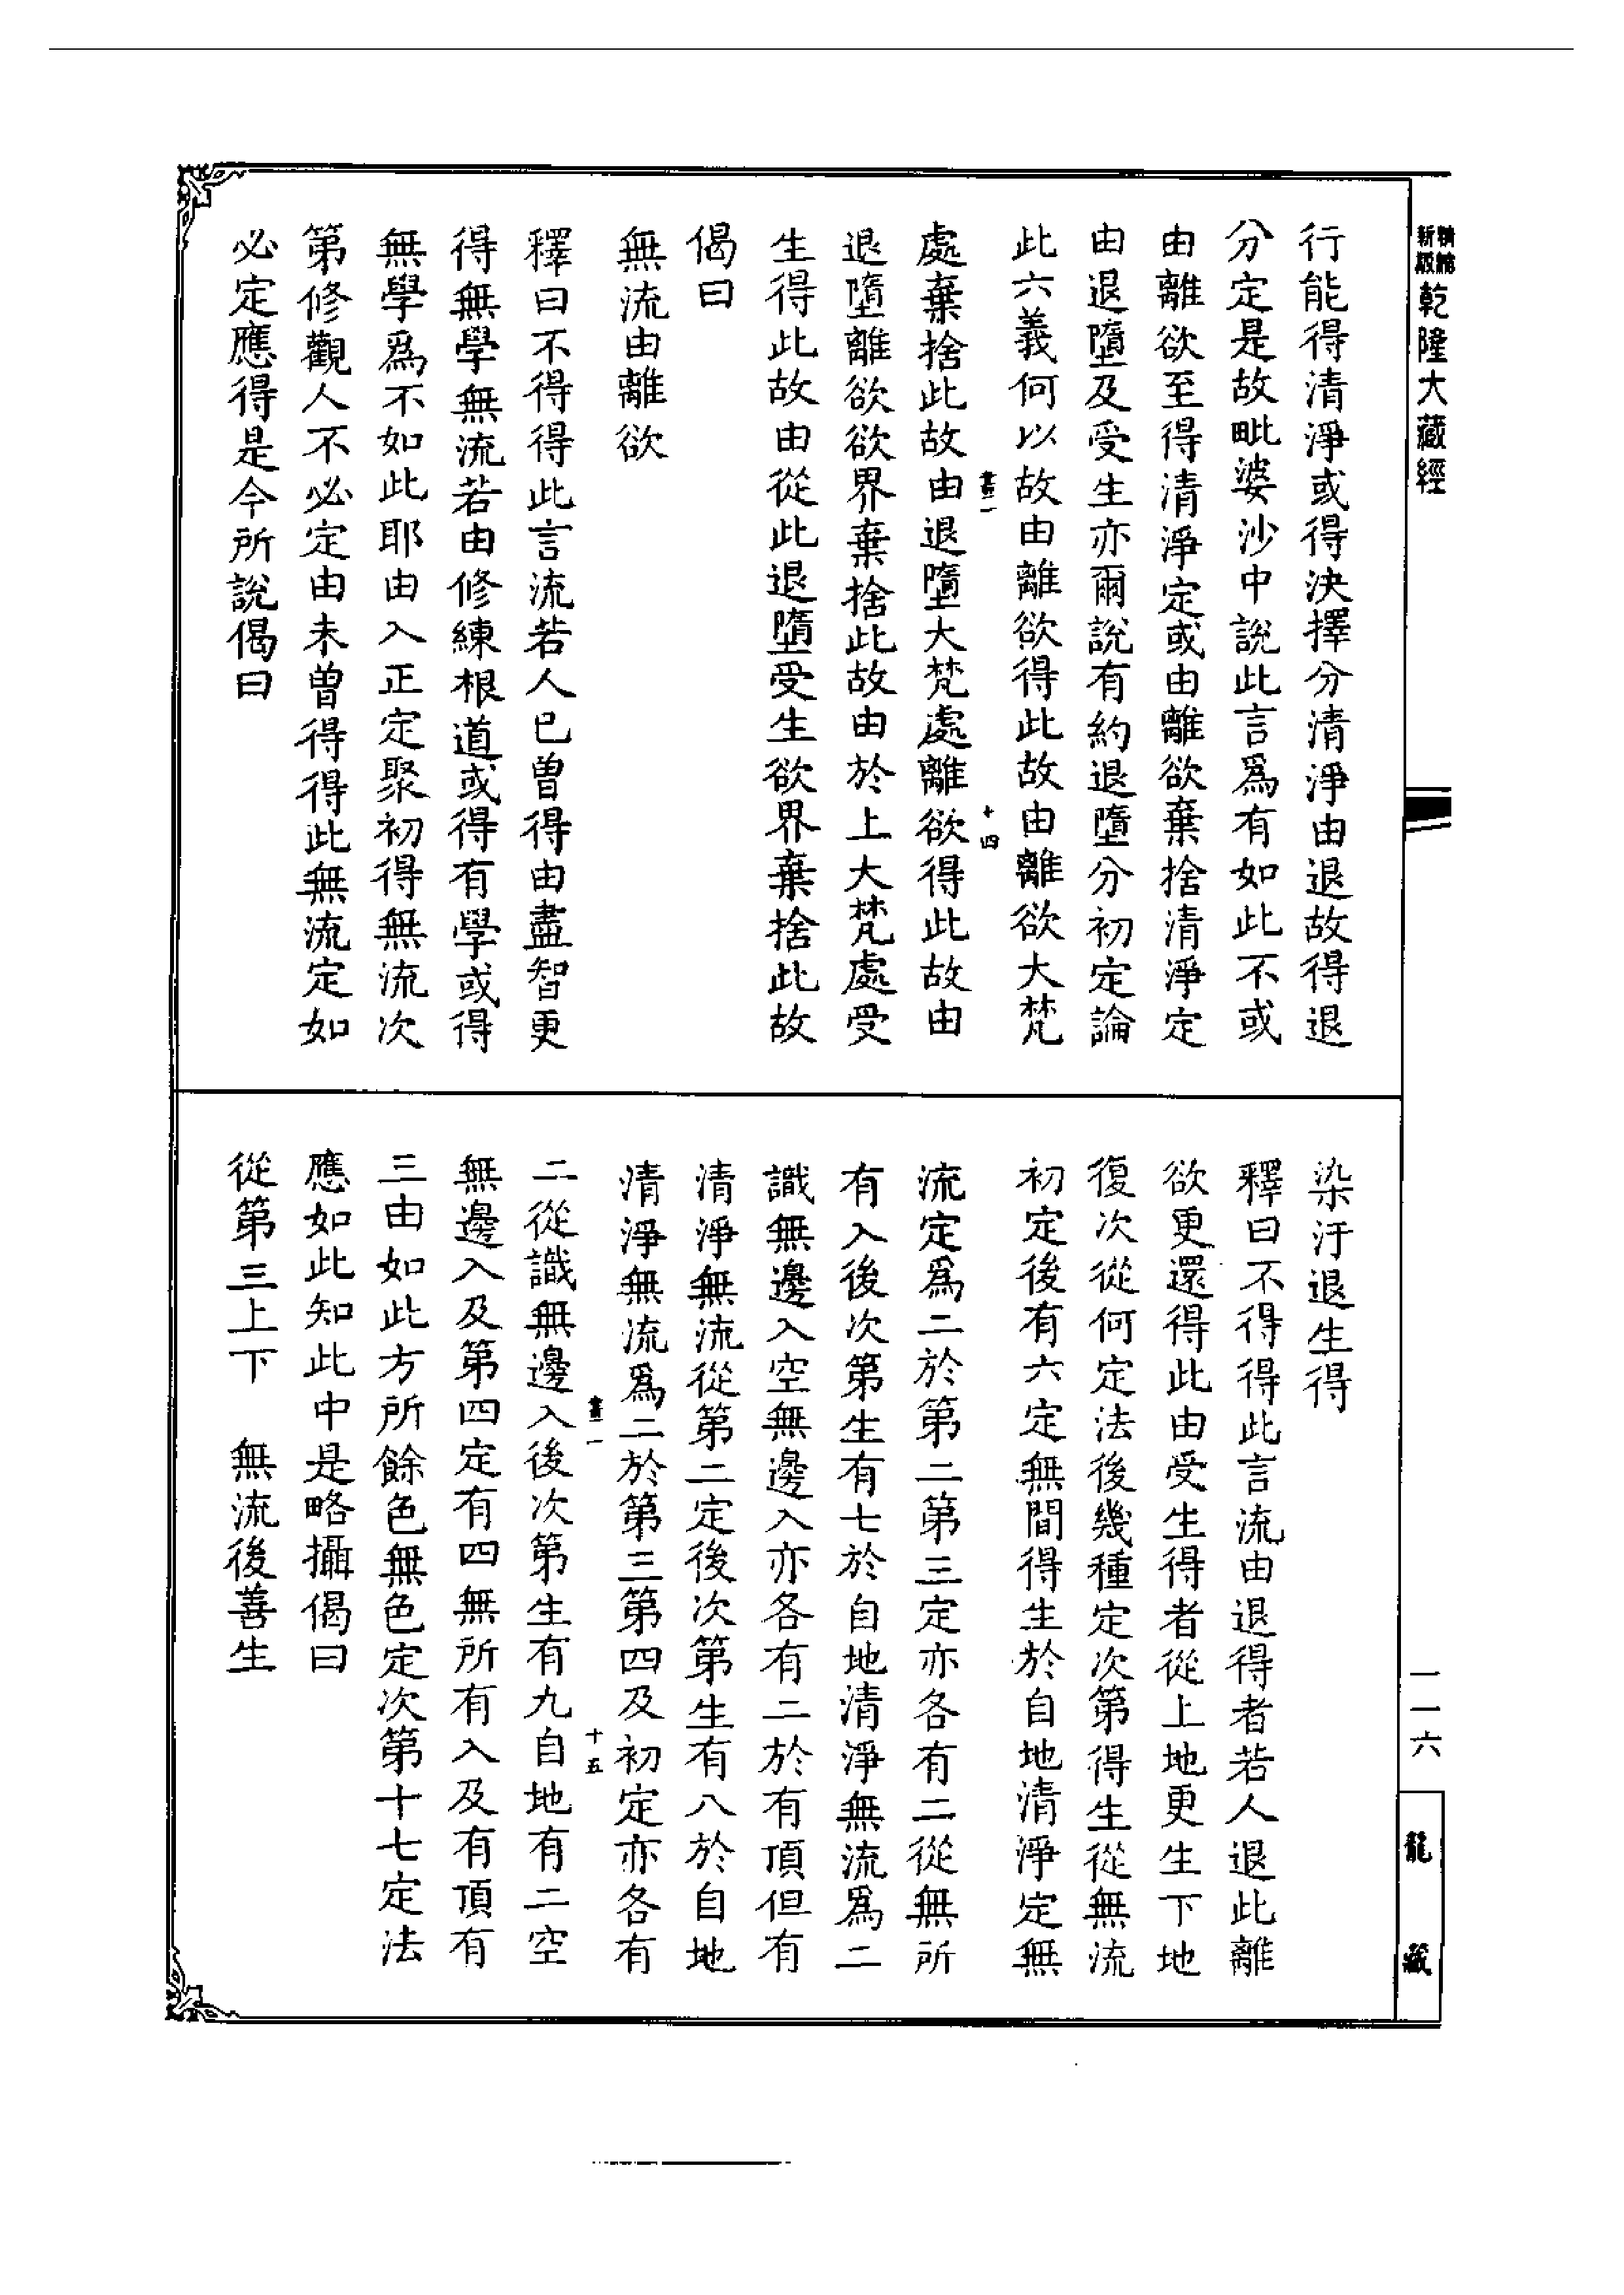 新版
精縮
乾隆大藏經
行能得清淨或得決擇分清淨由退故得退
分定是故毗婆沙中說此言爲有如此不或
由離欲至得清淨定或由離欲棄捨清淨定
由退墮及受生亦爾說有約退墮分初定論
此六義何以故由離欲得此故由離欲大梵
畫一
十四
處棄捨此故由退墮大梵處離欲得此故由
退墮離欲欲界棄捨此故由於上大梵處受
生得此故由從此退墮受生欲界棄捨此故
偈曰
無流由離欲
釋曰不得得此言流若人已曾得由盡智更
得無學無流若由修練根道或得有學或得
無學爲不如此耶由入正定聚初得無流次
第修觀人不必定由未曾得得此無流定如
必定應得是今所說偈曰
染汙退生得
釋曰不得得此言流由退得者若人退此離
欲更還得此由受生得者從上地更生下地
復次從何定法後幾種定次第得生從無流
初定後有六定無間得生於自地清淨定無
流定爲二於第二第三定亦各有二從無所
有入後次第生有七於自地清淨無流爲二
識無邊入空無邊入亦各有二於有頂但有
清淨無流從第二定後次第生有八於自地
清淨無流爲二於第三第四及初定亦各有
畫一
十五
二從識無邊入後次第生有九自地有二空
無邊入及第四定有四無所有入及有頂有
三由如此方所餘色無色定次第十七定法
應如此知此中是略攝偈曰
從第三上下　無流後善生
一一六
龍藏